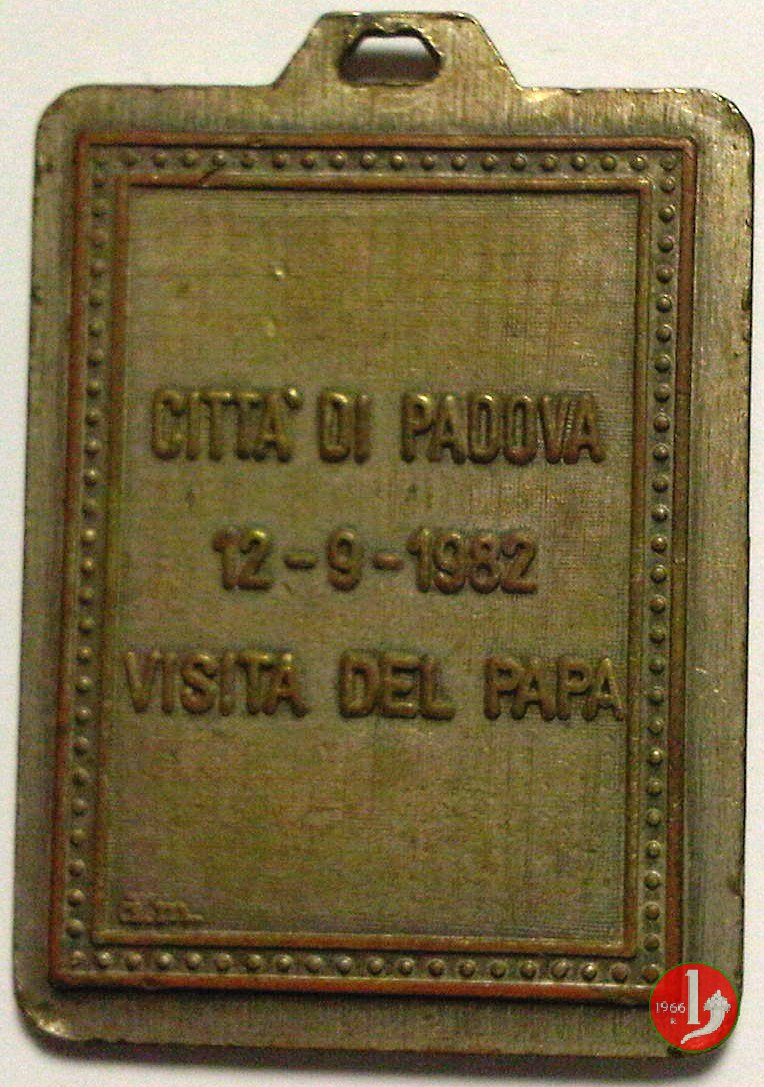 CITTA' DI PADOVA
12-9-1982
VISITA DEL PAPA
a.m.
1966
R